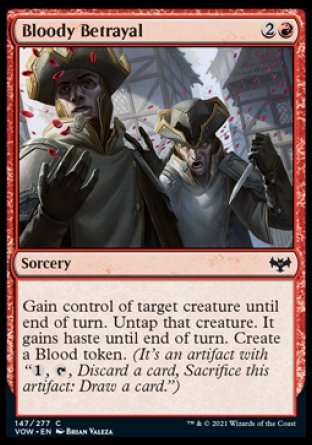 Bloody Betrayal 2
Sorcery
Gain control of target creature until
end of turn. Untap that creature. It
gains haste until end of turn. Create
a Blood token. (It's an artifact with
“1, , Discard a card, Sacrifice this
artifact: Draw a card.”)
147/277 C
VOW • EN Brian Valeza
™ & © 2021 Wizards of the Coast